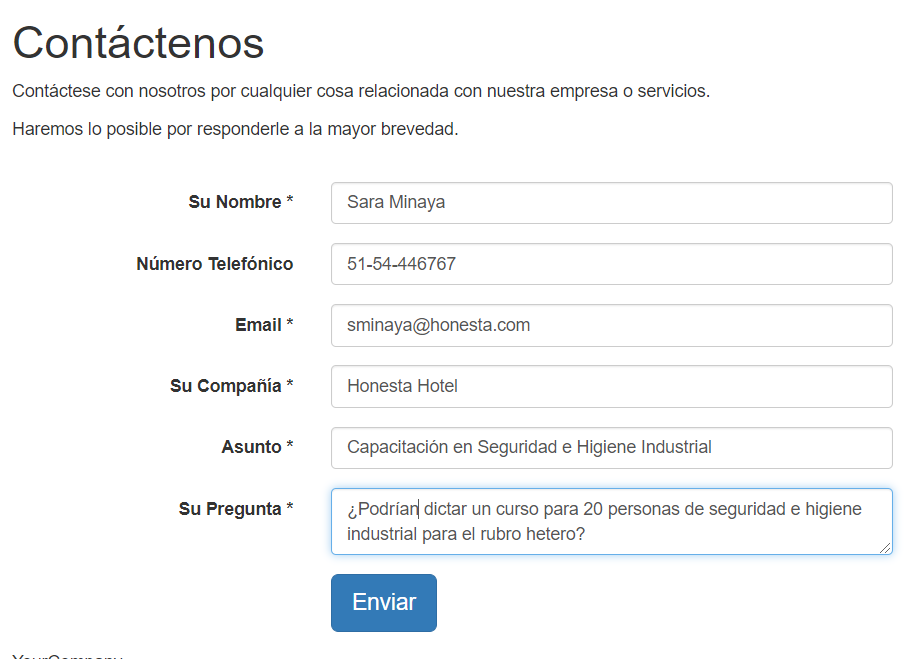 Contáctenos
Contáctese con nosotros por cualquier cosa relacionada con nuestra empresa o servicios.
Haremos lo posible por responderle a la mayor brevedad.
Su Nombre * Sara Minaya
Número Telefónico 51-54-446767
Email * sminaya@honesta.com
Su Compañía * Honesta Hotel
Asunto * Capacitación en Seguridad e Higiene Industrial
Su Pregunta * ¿Podrían dictar un curso para 20 personas de seguridad e higiene
industrial para el rubro hetero?
Enviar
YourCompany